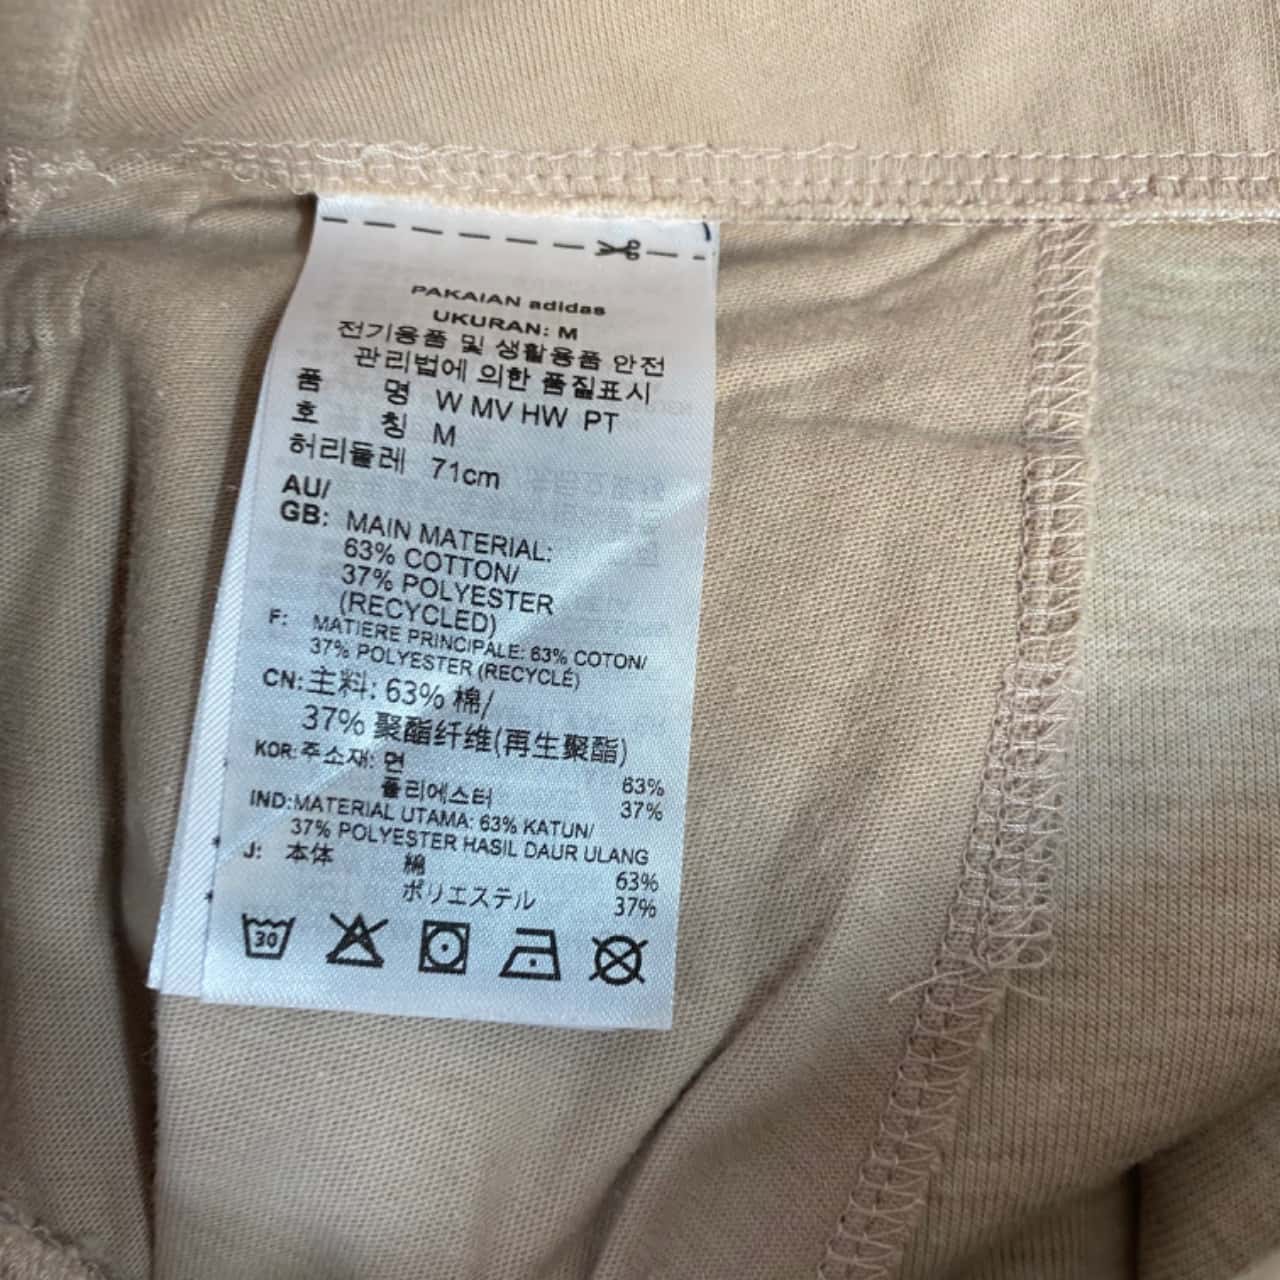 PAKAIAN adidas
UKURAN: M
전기용품 및 생활용품 안전
관리법에 의한 품질표시
품 명 W MV HW PT
호 칭 M
허리둘레 71cm
AU/
GB: MAIN MATERIAL:
63% COTTON/
37% POLYESTER
(RECYCLED)
F: MATIERE PRINCIPALE: 63% COTON/
37% POLYESTER (RECYCLÉ)
CN: 主料: 63% 棉/
37% 聚酯纤维(再生聚酯)
KOR: 주소재: 면 63%
폴리에스터 37%
IND: MATERIAL UTAMA: 63% KATUN/
37% POLYESTER HASIL DAUR ULANG
J: 本体 綿 63%
ポリエステル 37%
30